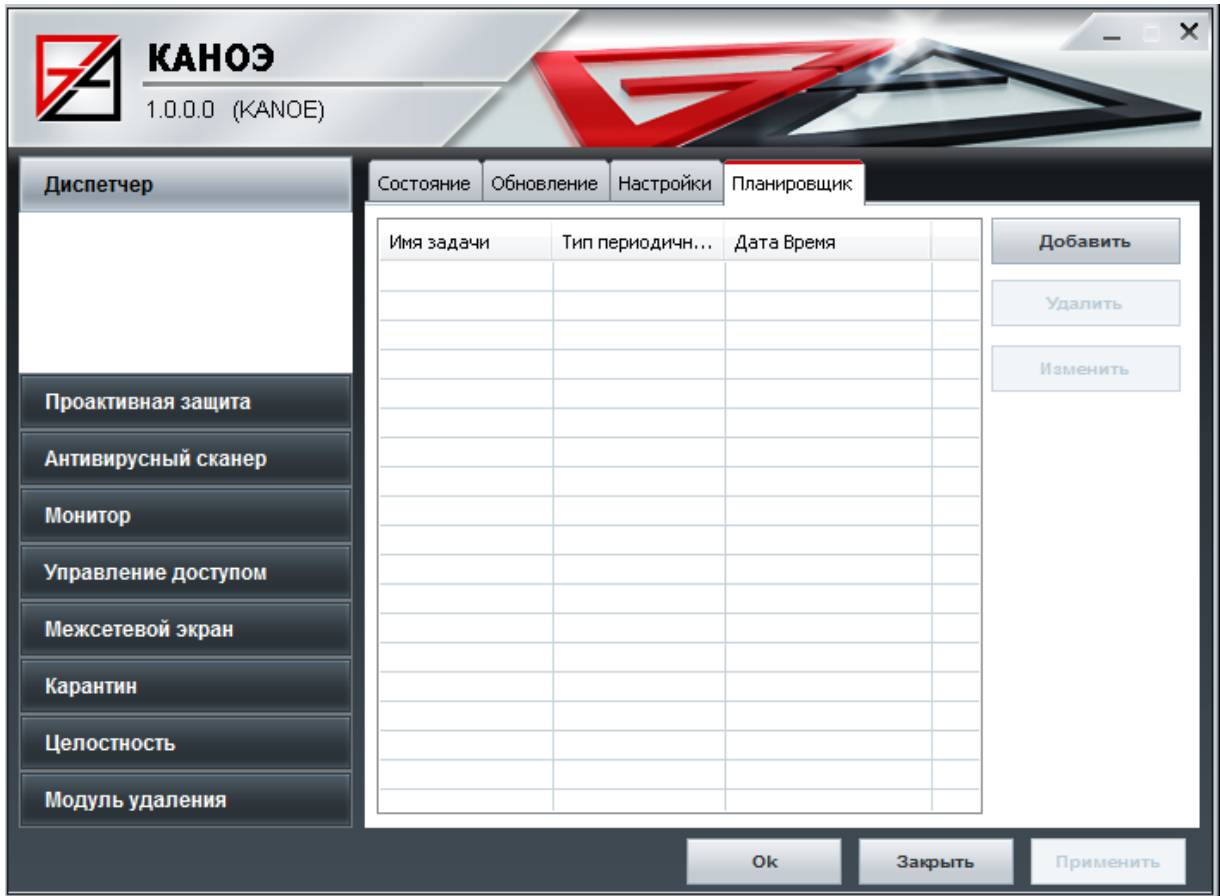 КАНОЭ
1.0.0.0 (KANOE)
Диспетчер
Проактивная защита
Антивирусный сканер
Монитор
Управление доступом
Межсетевой экран
Карантин
Целостность
Модуль удаления
Состояние Обновление Настройки Планировщик
Имя задачи Тип периодичн... Дата Время
Добавить
Удалить
Изменить
Ok Закрыть Применить